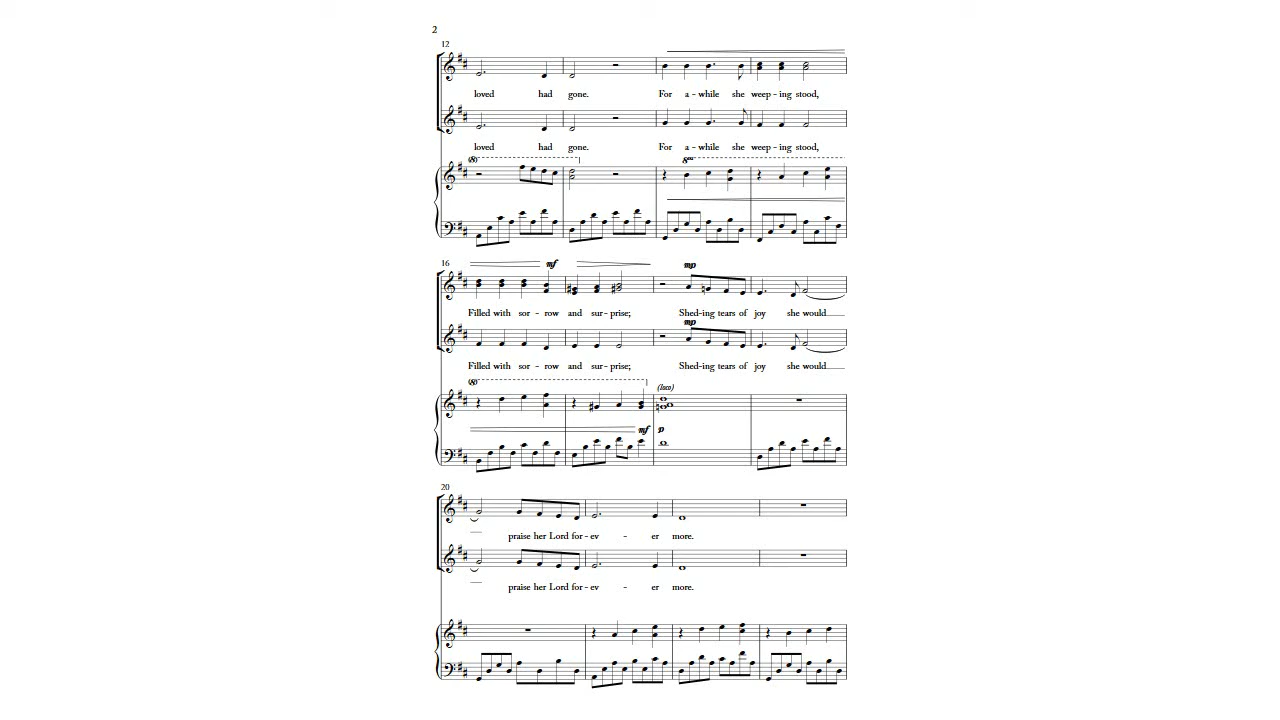 2
12
loved had gone. For a - while she weep - ing stood,
loved had gone. For a - while she weep - ing stood,
(8) 8va
16 mf mp
Filled with sor - row and sur - prise; Shed - ing tears of joy she would
mp
Filled with sor - row and sur - prise; Shed - ing tears of joy she would
(8) (loco)
mf p
20
praise her Lord for - ev - er more.
praise her Lord for - ev - er more.